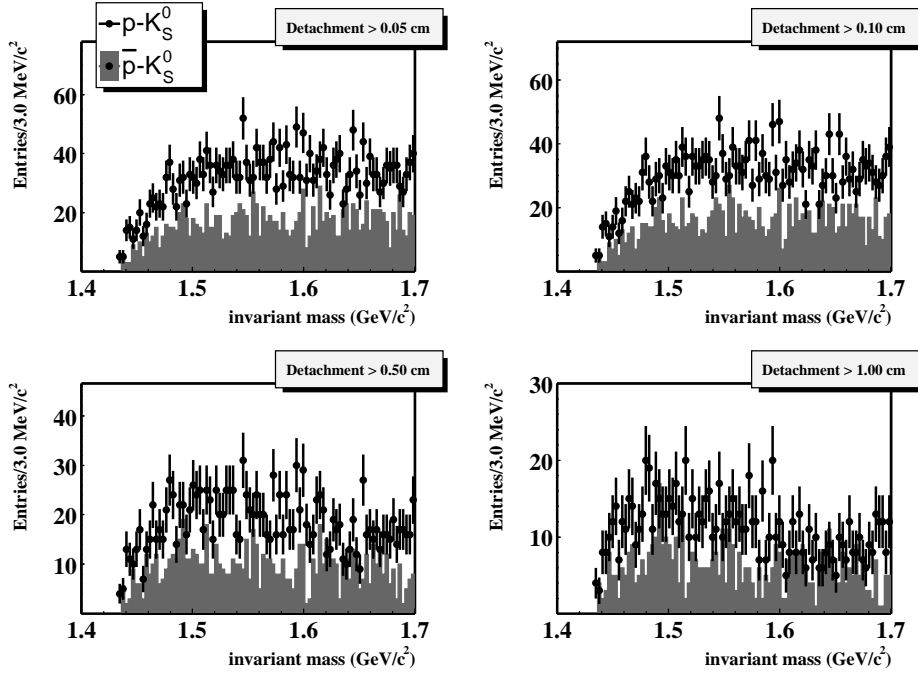 p-K⁰_S
p̄-K⁰_S
Detachment > 0.05 cm
Entries/3.0 MeV/c²
60
40
20
1.4 1.5 1.6 1.7
invariant mass (GeV/c²)
Detachment > 0.10 cm
Entries/3.0 MeV/c²
60
40
20
1.4 1.5 1.6 1.7
invariant mass (GeV/c²)
Detachment > 0.50 cm
Entries/3.0 MeV/c²
40
30
20
10
1.4 1.5 1.6 1.7
invariant mass (GeV/c²)
Detachment > 1.00 cm
Entries/3.0 MeV/c²
30
20
10
1.4 1.5 1.6 1.7
invariant mass (GeV/c²)